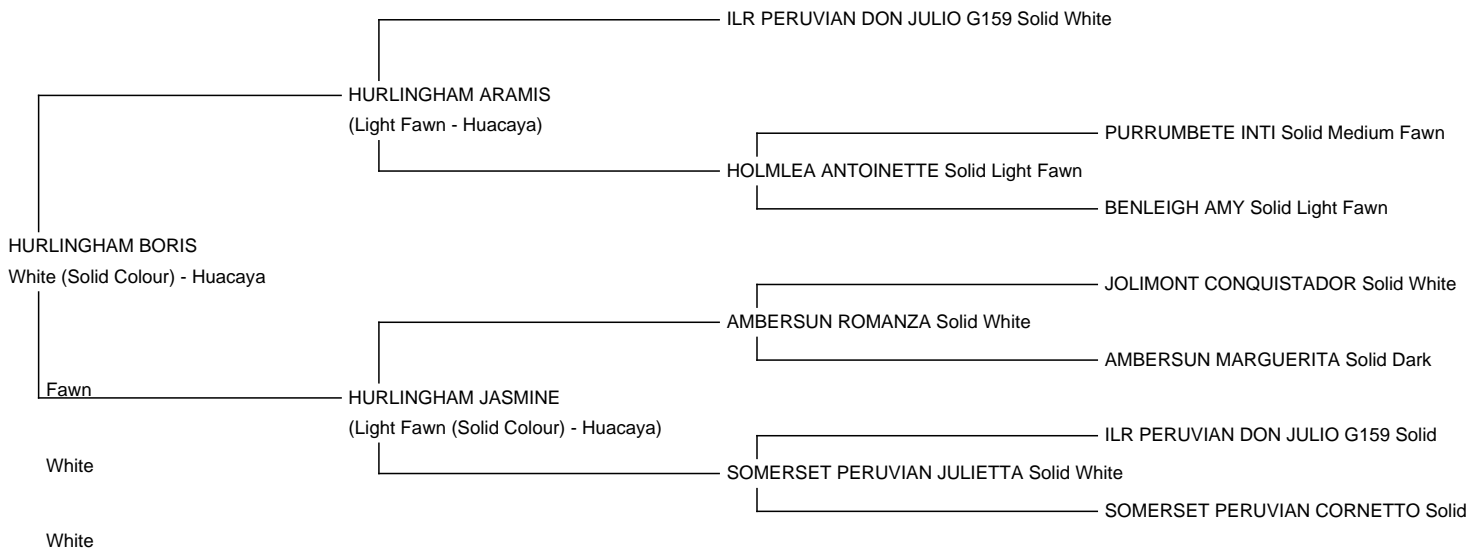 ILR PERUVIAN DON JULIO G159 Solid White
HURLINGHAM ARAMIS
(Light Fawn - Huacaya)
PURRUMBETE INTI Solid Medium Fawn
HOLMLEA ANTOINETTE Solid Light Fawn
BENLEIGH AMY Solid Light Fawn
HURLINGHAM BORIS
White (Solid Colour) - Huacaya
JOLIMONT CONQUISTADOR Solid White
AMBERSUN ROMANZA Solid White
AMBERSUN MARGUERITA Solid Dark
Fawn
HURLINGHAM JASMINE
(Light Fawn (Solid Colour) - Huacaya)
ILR PERUVIAN DON JULIO G159 Solid
White
SOMERSET PERUVIAN JULIETTA Solid White
SOMERSET PERUVIAN CORNETTO Solid
White